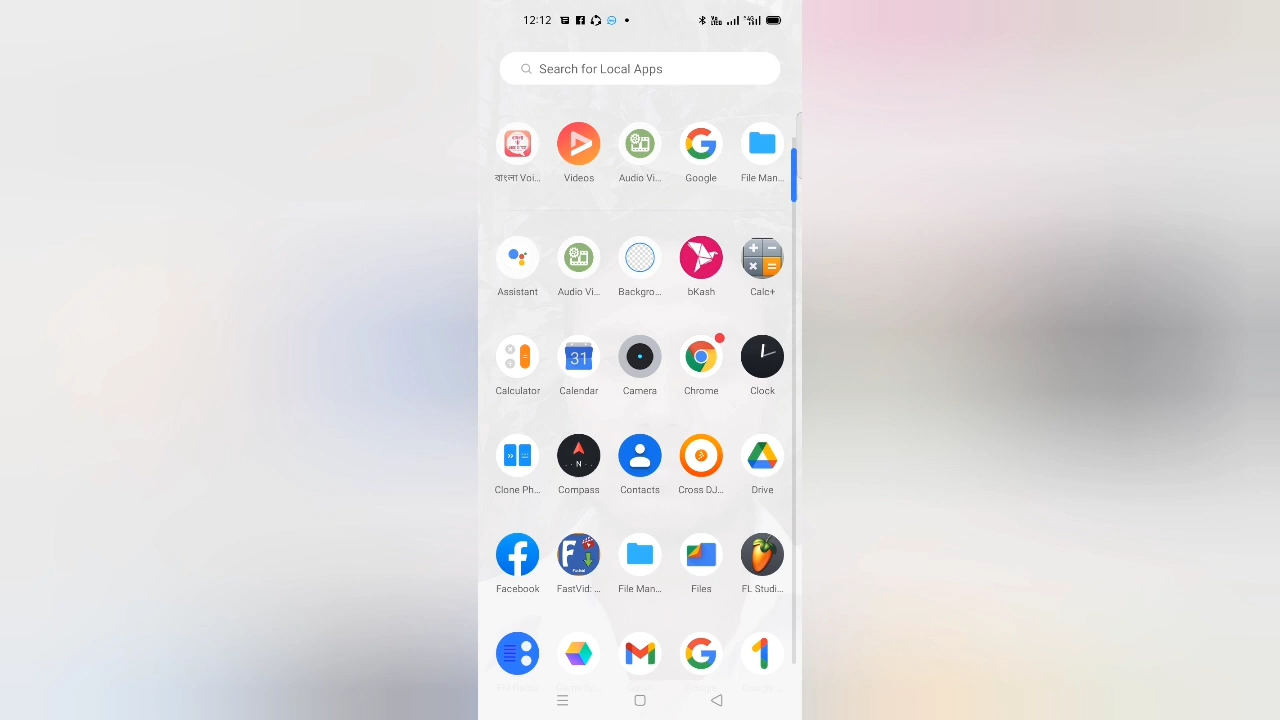 12:12
Search for Local Apps
বাংলা Voi... Videos Audio Vi... Google File Man...
Assistant Audio Vi... Backgro... bKash Calc+
31
Calculator Calendar Camera Chrome Clock
N
Clone Ph... Compass Contacts Cross DJ... Drive
Facebook FastVid: ... File Man... Files FL Studi...